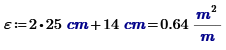 ε := 2 • 25 cm + 14 cm = 0.64 m²/m